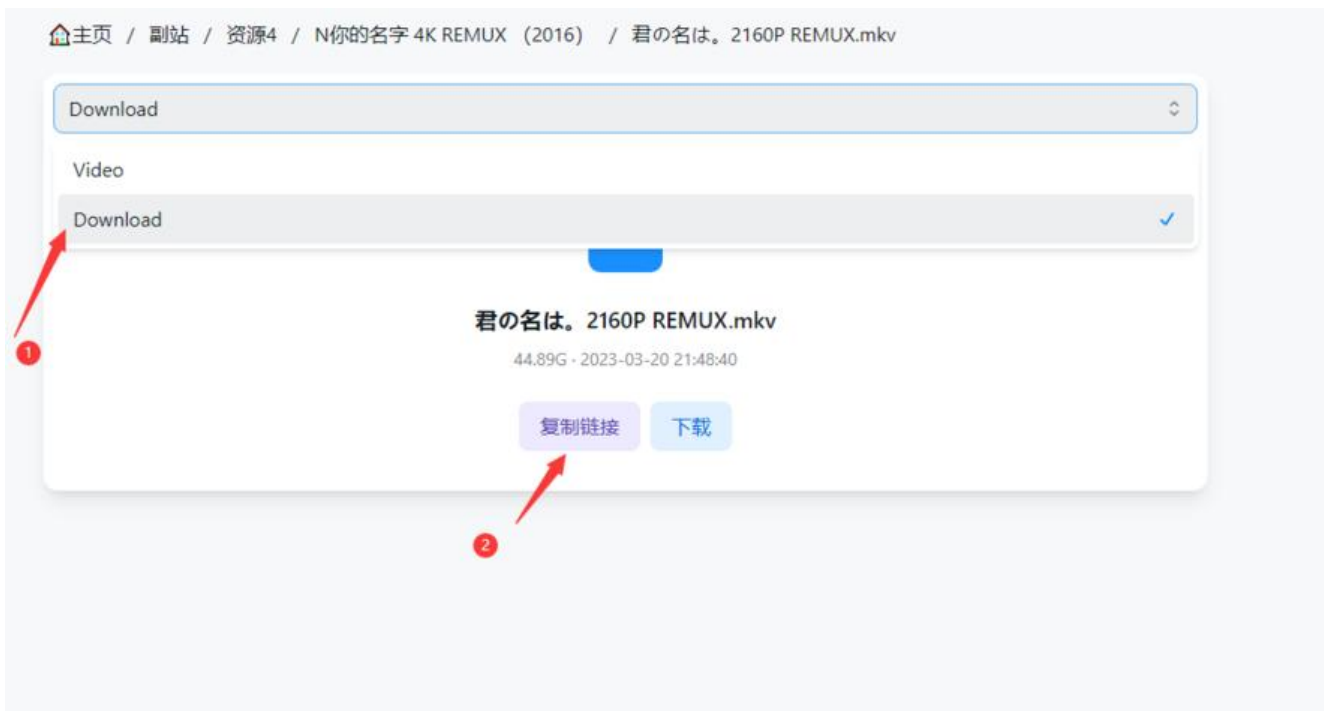 主页 / 副站 / 资源4 / N你的名字 4K REMUX （2016） / 君の名は。2160P REMUX.mkv
Download
Video
Download
君の名は。2160P REMUX.mkv
44.89G · 2023-03-20 21:48:40
复制链接 下载
1
2